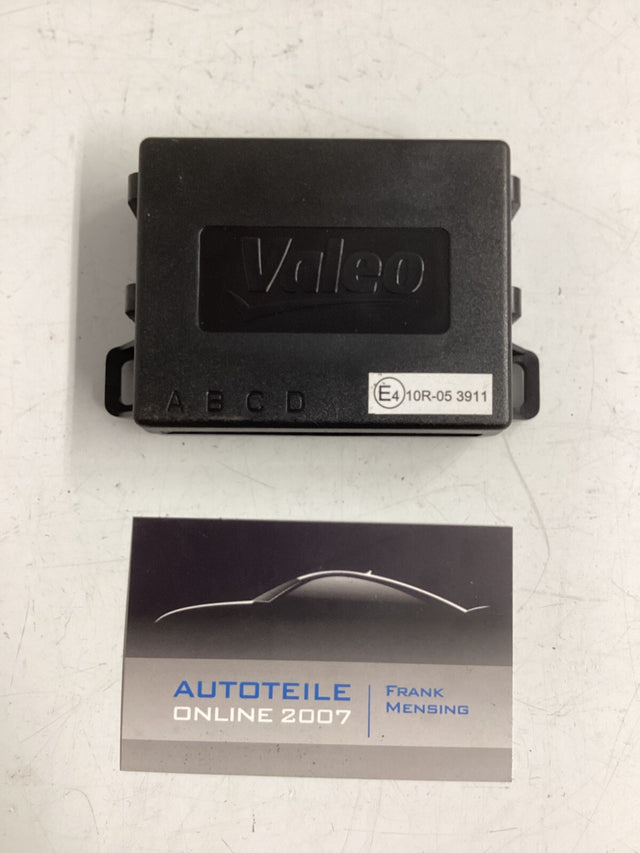 Valeo
A B C D
E4 10R-05 3911
AUTOTEILE
ONLINE 2007
FRANK
MENSING